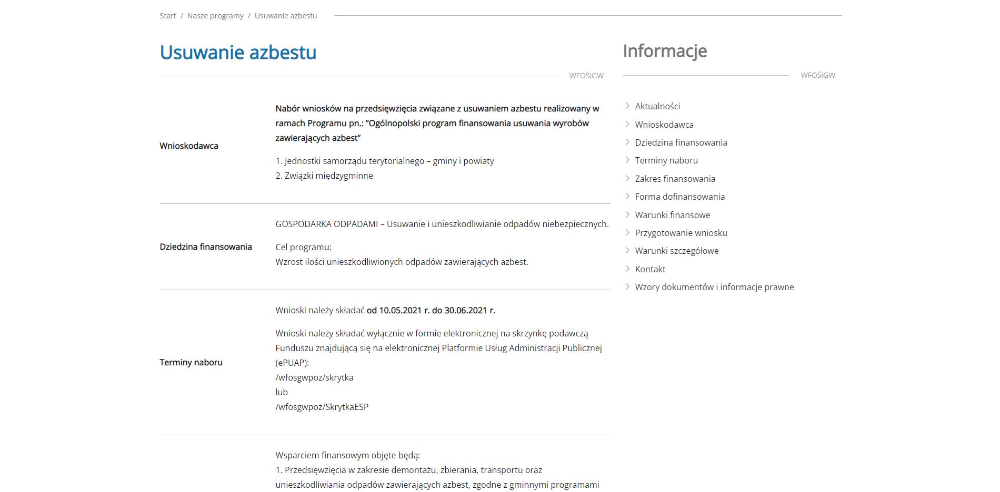 Start / Nasze programy / Usuwanie azbestu
Usuwanie azbestu
WFOŚiGW
Wnioskodawca
Nabór wniosków na przedsięwzięcia związane z usuwaniem azbestu realizowany w
ramach Programu pn.: ”Ogólnopolski program finansowania usuwania wyrobów
zawierających azbest”
1. Jednostki samorządu terytorialnego – gminy i powiaty
2. Związki międzygminne
Dziedzina finansowania
GOSPODARKA ODPADAMI – Usuwanie i unieszkodliwianie odpadów niebezpiecznych.
Cel programu:
Wzrost ilości unieszkodliwionych odpadów zawierających azbest.
Terminy naboru
Wnioski należy składać od 10.05.2021 r. do 30.06.2021 r.
Wnioski należy składać wyłącznie w formie elektronicznej na skrzynkę podawczą
Funduszu znajdującą się na elektronicznej Platformie Usług Administracji Publicznej
(ePUAP):
/wfosgwpoz/skrytka
lub
/wfosgwpoz/SkrytkaESP
Wsparciem finansowym objęte będą:
1. Przedsięwzięcia w zakresie demontażu, zbierania, transportu oraz
unieszkodliwiania odpadów zawierających azbest, zgodne z gminnymi programami
Informacje
WFOŚiGW
Aktualności
Wnioskodawca
Dziedzina finansowania
Terminy naboru
Zakres finansowania
Forma dofinansowania
Warunki finansowe
Przygotowanie wniosku
Warunki szczegółowe
Kontakt
Wzory dokumentów i informacje prawne